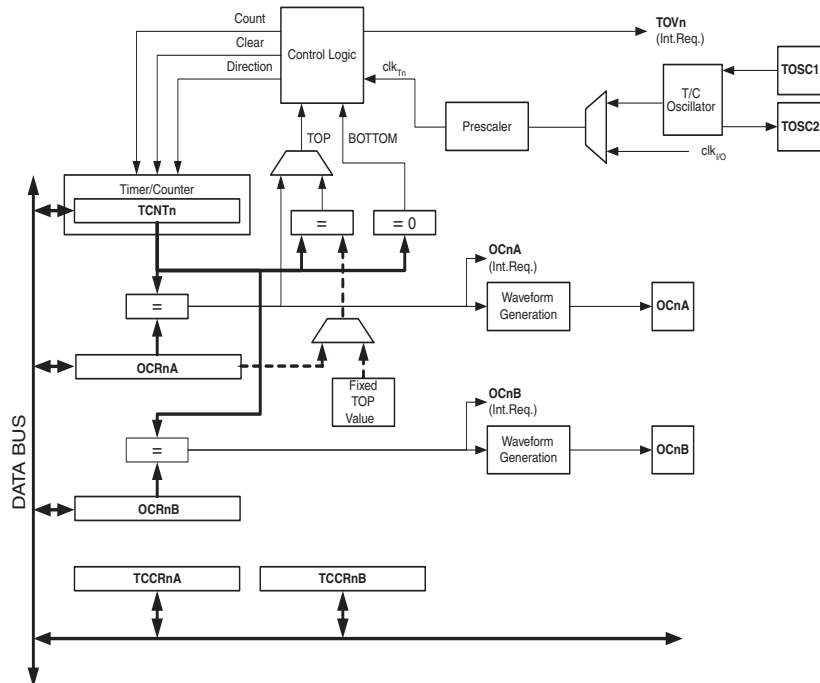 Count
Clear
Direction
Control Logic
TOVn
(Int.Req.)
clkTn
TOSC1
T/C
Oscillator
TOSC2
Prescaler
clkI/O
TOP
BOTTOM
Timer/Counter
TCNTn
=
= 0
OCnA
(Int.Req.)
=
Waveform
Generation
OCnA
OCRnA
Fixed
TOP
Value
OCnB
(Int.Req.)
=
Waveform
Generation
OCnB
OCRnB
DATA BUS
TCCRnA
TCCRnB